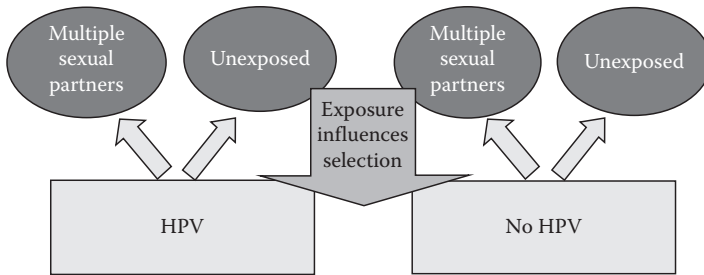 Multiple
sexual
partners
Unexposed
Exposure
influences
selection
Multiple
sexual
partners
Unexposed
HPV
No HPV